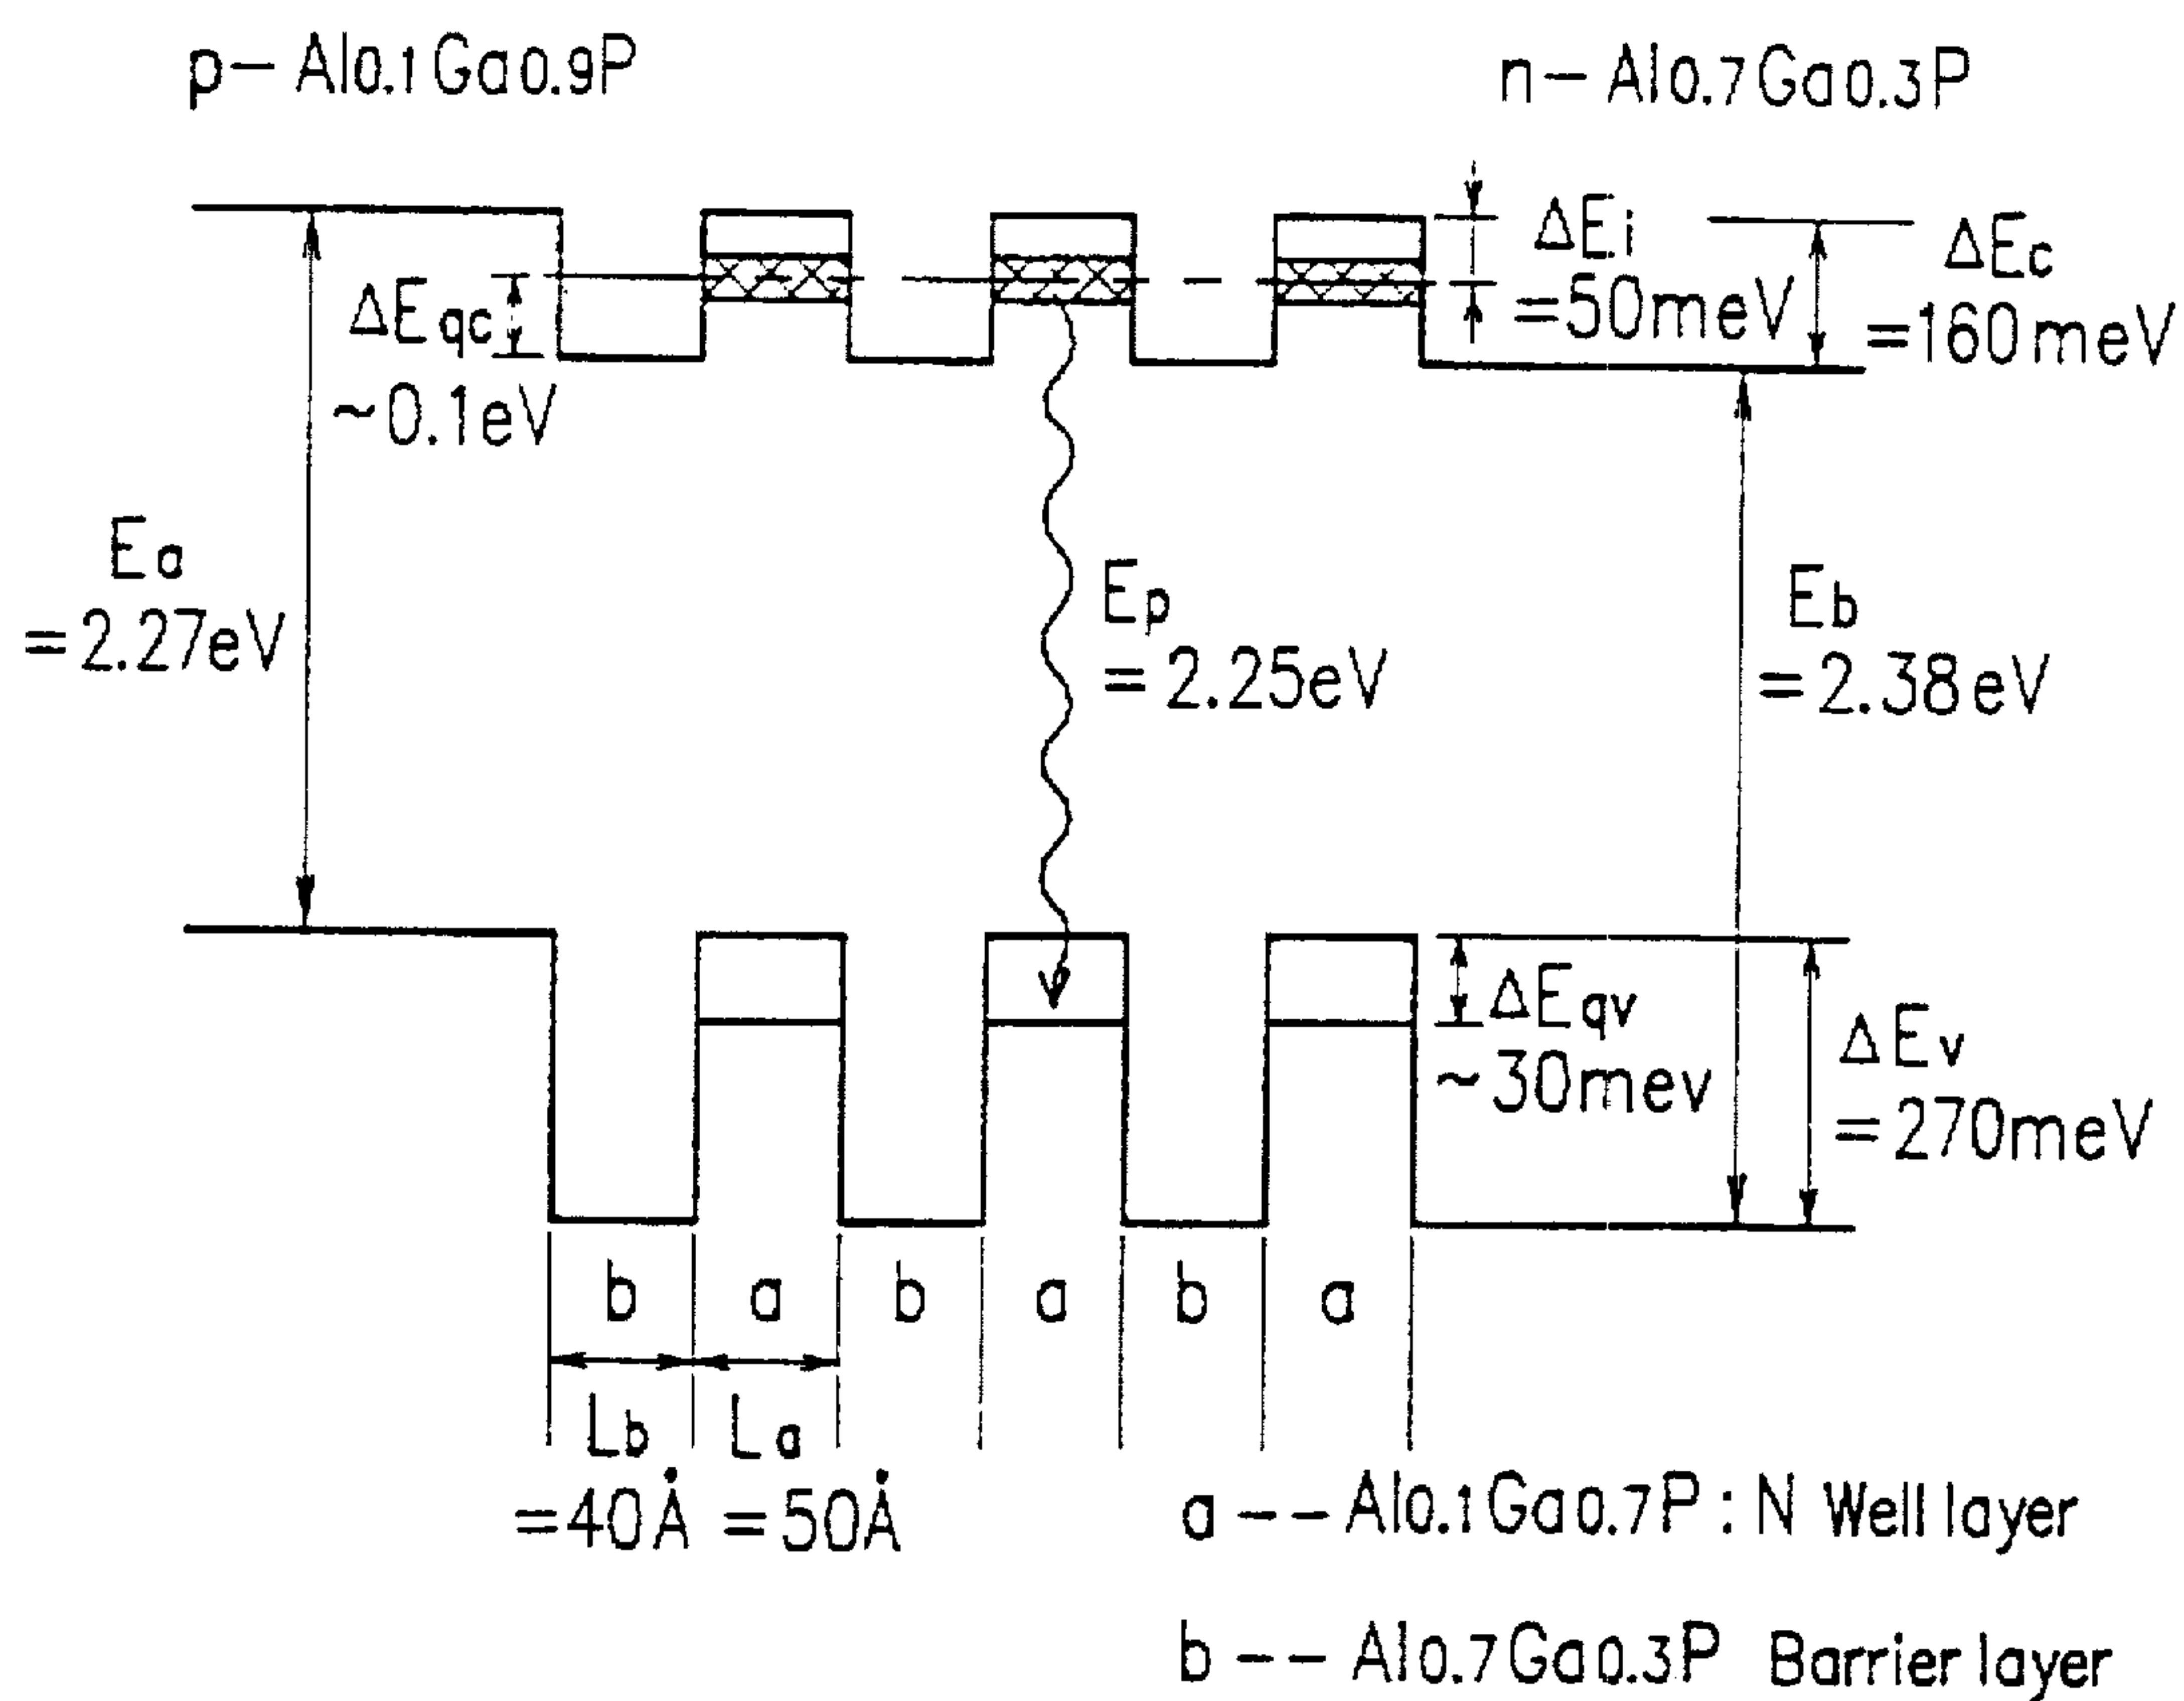 p- Al0.1Ga0.9P
n-Al0.7Ga0.3P
ΔEi
=50meV
ΔEc
=160meV
ΔEqc
~0.1eV
Ea
=2.27eV
Ep
=2.25eV
Eb
=2.38eV
ΔEqv
~30mev
ΔEv
=270meV
b a b a b a
Lb La
=40Å =50Å
a -- Al0.1Ga0.7P : N Well layer
b -- Al0.7Ga0.3P Barrier layer